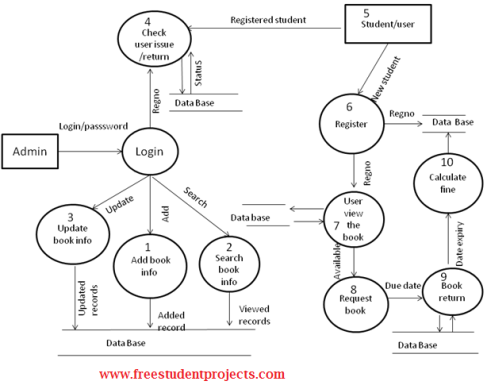 4
Check
user issue
/return
Registered student
5
Student/user
Status
Data Base
Regno
New student
6
Register
Regno
Data Base
Login/passsword
Admin
Login
Regno
10
Calculate
fine
Update
Add
Search
3
Update
book info
1
Add book
info
2
Search
book
info
Data base
User
view
the
7 book
Available
Date expiry
8
Request
book
Due date
9
Book
return
Updated
records
Added
record
Viewed
records
Data Base
Data Base
www.freestudentprojects.com